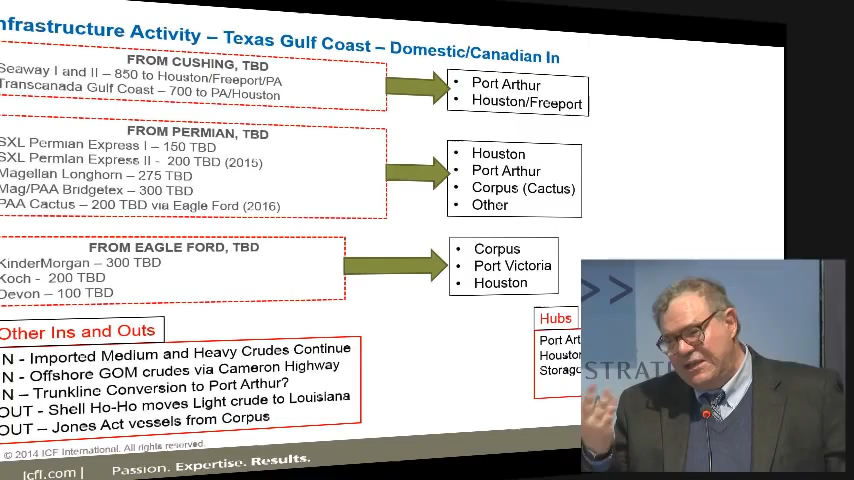 nfrastructure Activity – Texas Gulf Coast – Domestic/Canadian In
FROM CUSHING, TBD
Seaway I and II – 850 to Houston/Freeport/PA
Transcanada Gulf Coast – 700 to PA/Houston
• Port Arthur
• Houston/Freeport
FROM PERMIAN, TBD
SXL Permian Express I – 150 TBD
SXL Permian Express II - 200 TBD (2015)
Magellan Longhorn – 275 TBD
Mag/PAA Bridgetex – 300 TBD
PAA Cactus – 200 TBD via Eagle Ford (2016)
• Houston
• Port Arthur
• Corpus (Cactus)
• Other
FROM EAGLE FORD, TBD
KinderMorgan – 300 TBD
Koch - 200 TBD
Devon – 100 TBD
• Corpus
• Port Victoria
• Houston
Other Ins and Outs
N - Imported Medium and Heavy Crudes Continue
N - Offshore GOM crudes via Cameron Highway
N – Trunkline Conversion to Port Arthur?
OUT - Shell Ho-Ho moves Light crude to Louisiana
OUT – Jones Act vessels from Corpus
Hubs
Port Art
Houston
Storag
STRAT
© 2014 ICF International. All rights reserved.
icfi.com | Passion. Expertise. Results.